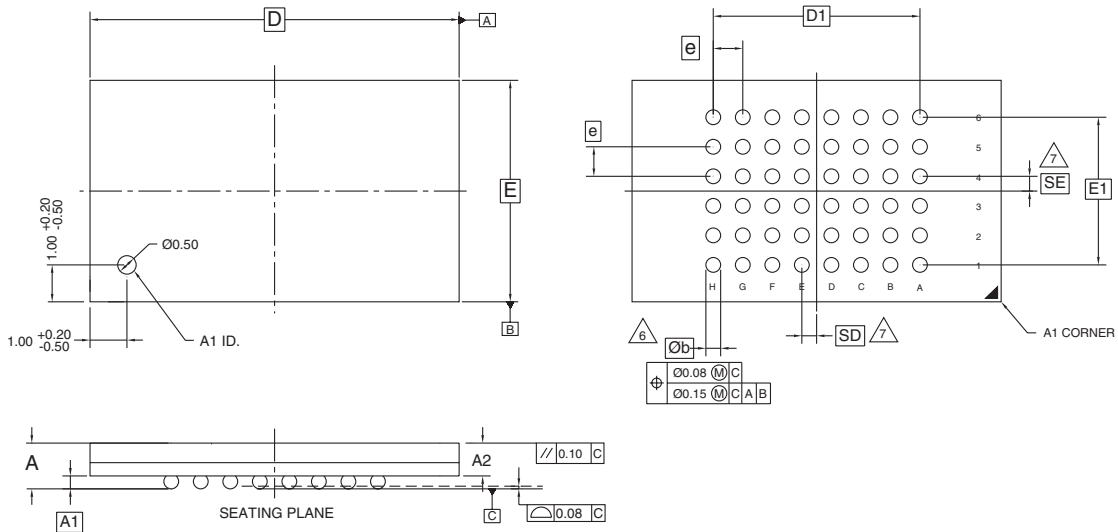 D
A
E
B
1.00 +0.20 -0.50
Ø0.50
1.00 +0.20 -0.50
A1 ID.
D1
e
e
6
5
4
3
2
1
7
SE
E1
H G F E D C B A
A1 CORNER
6
Øb
SD
7
Ø0.08 Ⓜ C
Ø0.15 Ⓜ C A B
A
A1
A2
// 0.10 C
SEATING PLANE
C
0.08 C